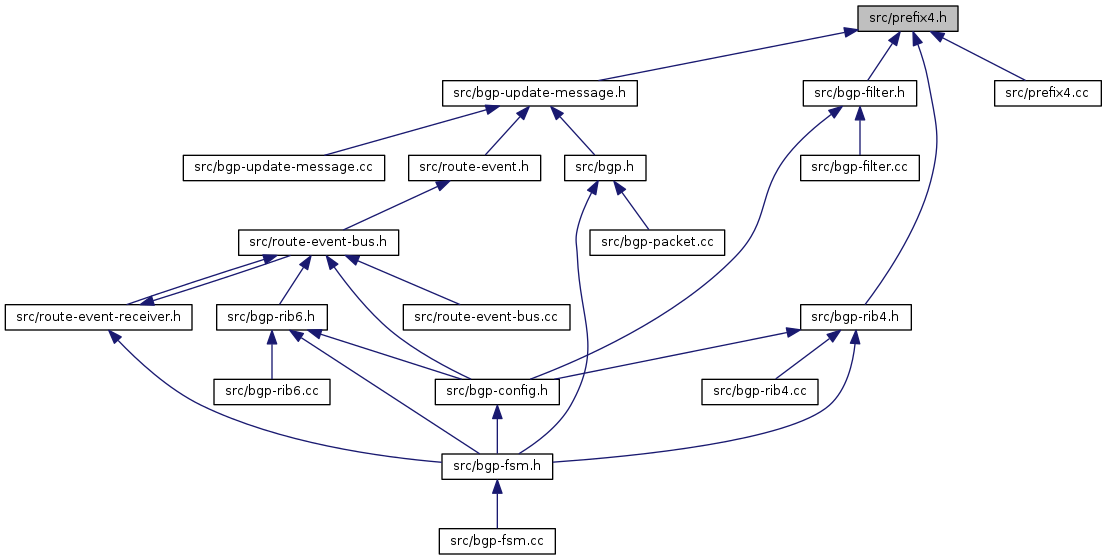 src/prefix4.h
src/bgp-update-message.h
src/bgp-filter.h
src/prefix4.cc
src/bgp-update-message.cc
src/route-event.h
src/bgp.h
src/bgp-filter.cc
src/route-event-bus.h
src/bgp-packet.cc
src/route-event-receiver.h
src/bgp-rib6.h
src/route-event-bus.cc
src/bgp-rib4.h
src/bgp-rib6.cc
src/bgp-config.h
src/bgp-rib4.cc
src/bgp-fsm.h
src/bgp-fsm.cc